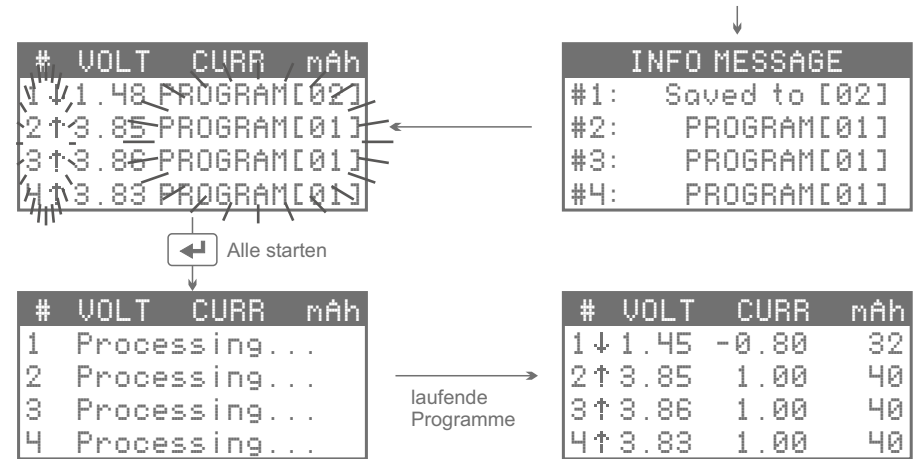 # VOLT CURR mAh
1↓1.48 PROGRAM[02]
2↑3.85 PROGRAM[01]
3↑3.86 PROGRAM[01]
4↑3.83 PROGRAM[01]
INFO MESSAGE
#1: Saved to [02]
#2: PROGRAM[01]
#3: PROGRAM[01]
#4: PROGRAM[01]
Alle starten
# VOLT CURR mAh
1 Processing...
2 Processing...
3 Processing...
4 Processing...
laufende
Programme
# VOLT CURR mAh
1↓1.45 -0.80 32
2↑3.85 1.00 40
3↑3.86 1.00 40
4↑3.83 1.00 40